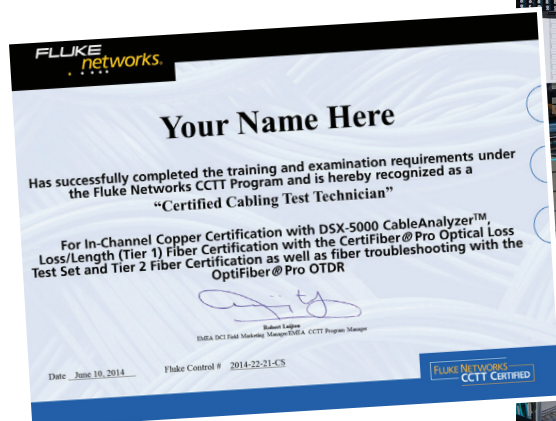 FLUKE
networks®
Your Name Here
Has successfully completed the training and examination requirements under
the Fluke Networks CCTT Program and is hereby recognized as a
“Certified Cabling Test Technician”
For In-Channel Copper Certification with DSX-5000 CableAnalyzer™,
Loss/Length (Tier 1) Fiber Certification with the CertiFiber® Pro Optical Loss
Test Set and Tier 2 Fiber Certification as well as fiber troubleshooting with the
OptiFiber® Pro OTDR
Robert Luijten
EMEA DCI Field Marketing Manager/EMEA CCTT Program Manager
Date June 10, 2014 Fluke Control # 2014-22-21-CS
FLUKE NETWORKS
CCTT CERTIFIED